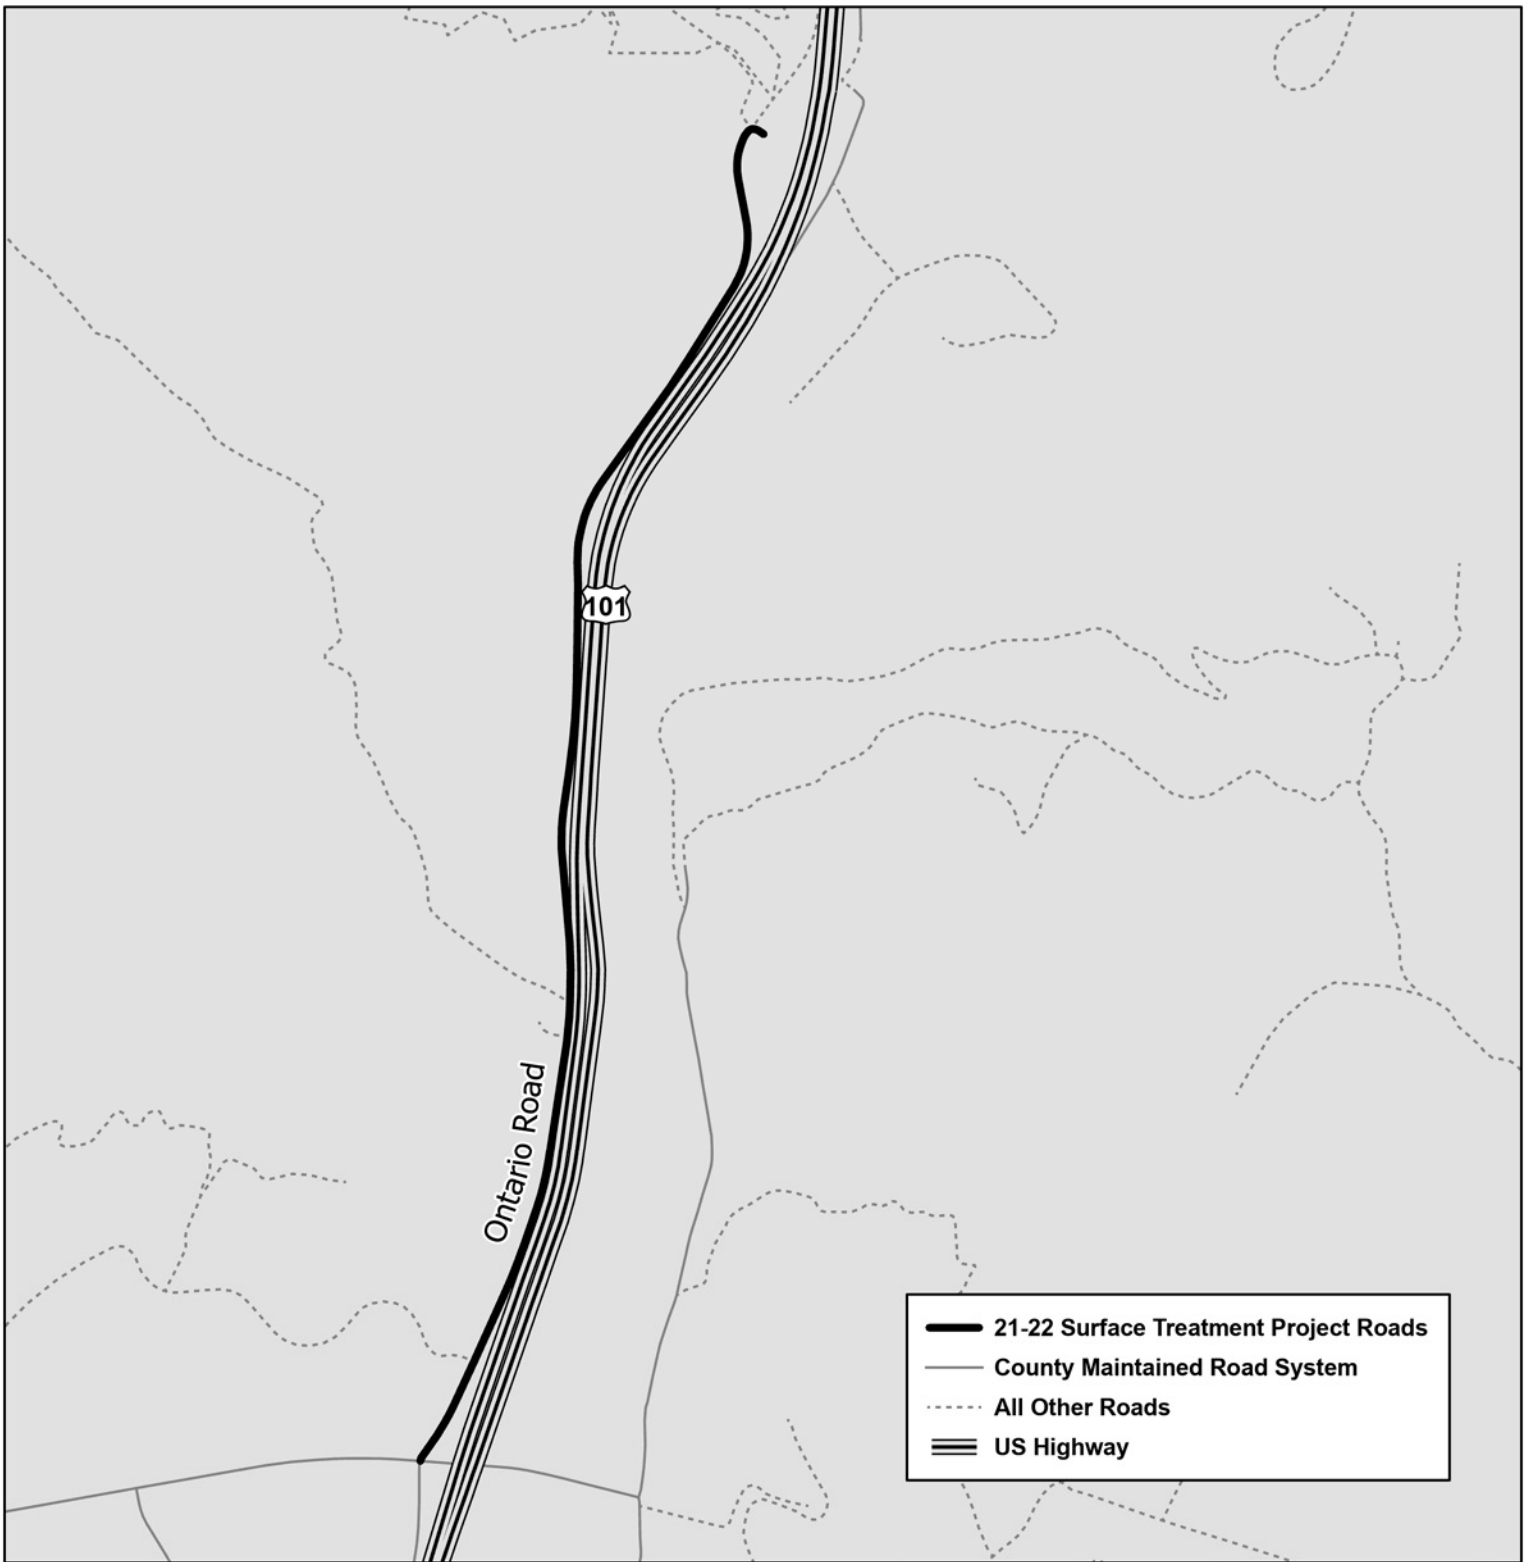 101
Ontario Road
21-22 Surface Treatment Project Roads
County Maintained Road System
All Other Roads
US Highway